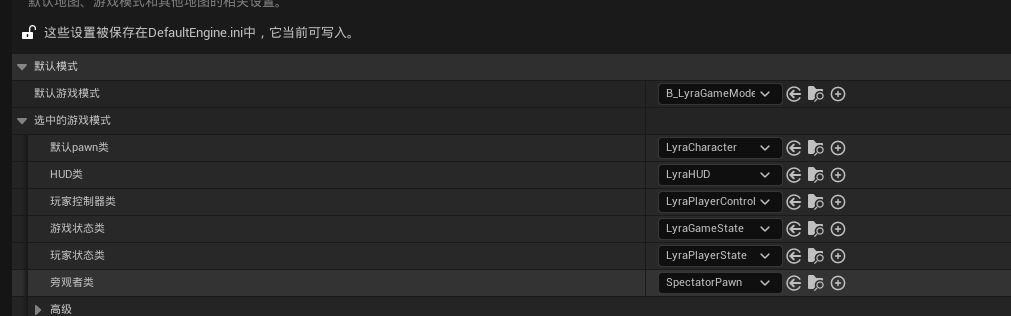 默认地图、游戏模式和其他地图的相关设置。
这些设置被保存在DefaultEngine.ini中，它当前可写入。
默认模式
默认游戏模式 B_LyraGameMode
选中的游戏模式
默认pawn类 LyraCharacter
HUD类 LyraHUD
玩家控制器类 LyraPlayerControl
游戏状态类 LyraGameState
玩家状态类 LyraPlayerState
旁观者类 SpectatorPawn
高级